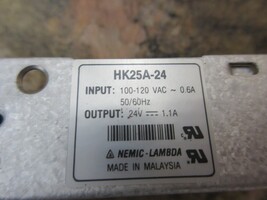 HK25A-24
INPUT: 100-120 VAC ~ 0.6A
50/60Hz
OUTPUT: 24V ⎓ 1.1A
NEMIC-LAMBDA
MADE IN MALAYSIA